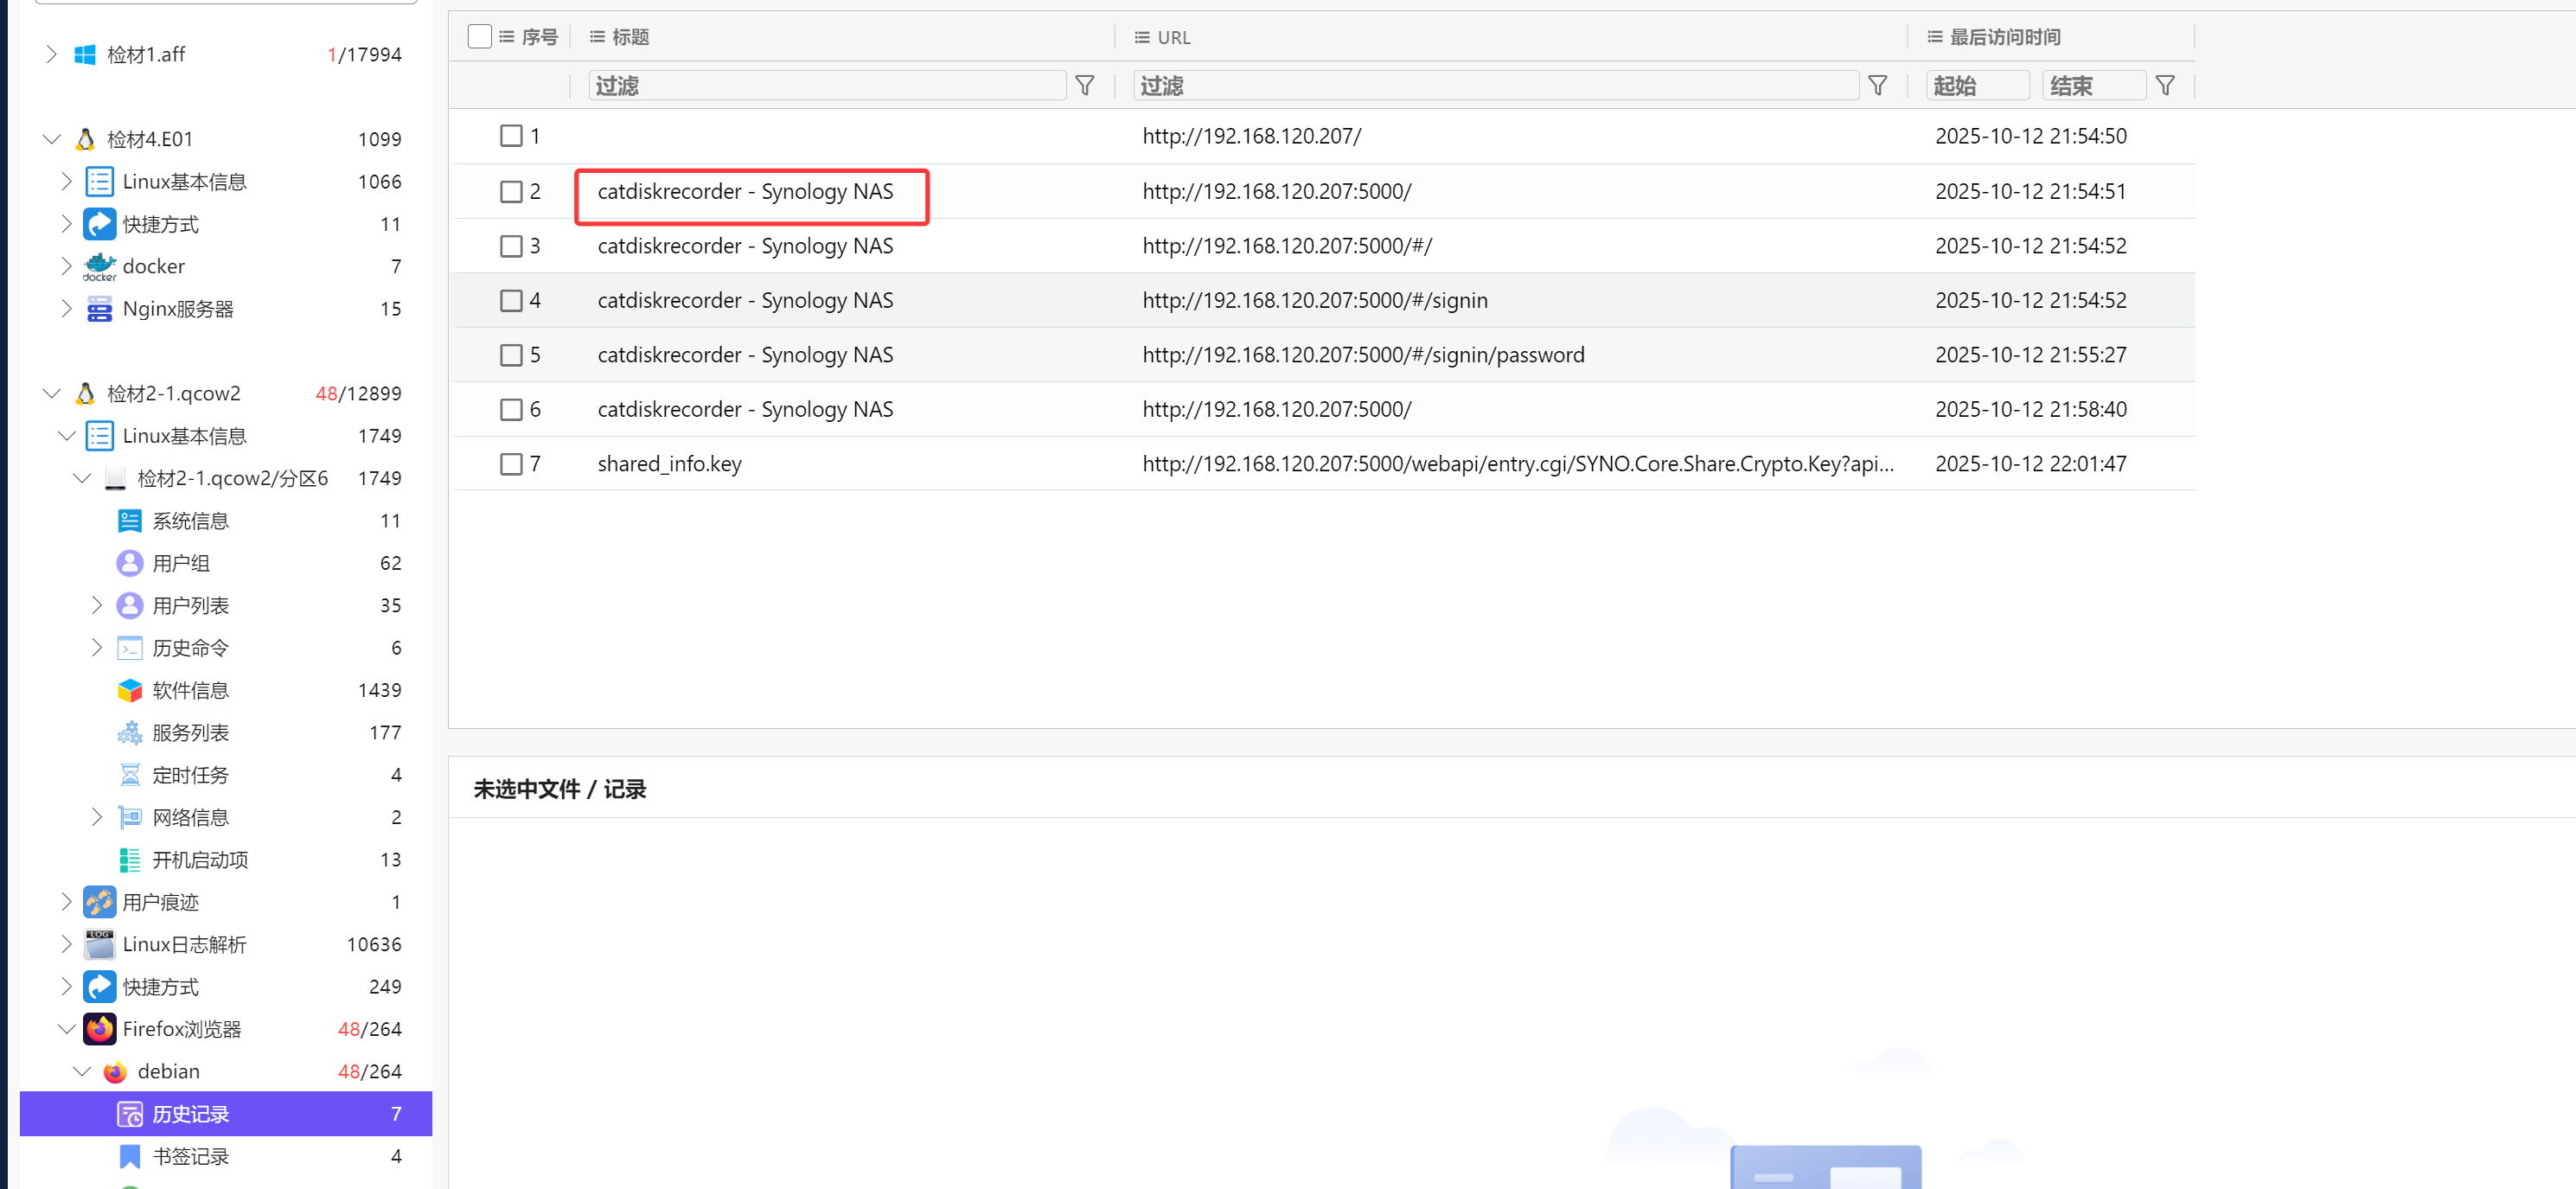 检材1.aff 1/17994
检材4.E01 1099
Linux基本信息 1066
快捷方式 11
docker 7
Nginx服务器 15
检材2-1.qcow2 48/12899
Linux基本信息 1749
检材2-1.qcow2/分区6 1749
系统信息 11
用户组 62
用户列表 35
历史命令 6
软件信息 1439
服务列表 177
定时任务 4
网络信息 2
开机启动项 13
用户痕迹 1
LOG
Linux日志解析 10636
快捷方式 249
Firefox浏览器 48/264
debian 48/264
历史记录 7
书签记录 4
序号 标题 URL 最后访问时间
过滤 过滤 起始 结束
1 http://192.168.120.207/ 2025-10-12 21:54:50
2 catdiskrecorder - Synology NAS http://192.168.120.207:5000/ 2025-10-12 21:54:51
3 catdiskrecorder - Synology NAS http://192.168.120.207:5000/#/ 2025-10-12 21:54:52
4 catdiskrecorder - Synology NAS http://192.168.120.207:5000/#/signin 2025-10-12 21:54:52
5 catdiskrecorder - Synology NAS http://192.168.120.207:5000/#/signin/password 2025-10-12 21:55:27
6 catdiskrecorder - Synology NAS http://192.168.120.207:5000/ 2025-10-12 21:58:40
7 shared_info.key http://192.168.120.207:5000/webapi/entry.cgi/SYNO.Core.Share.Crypto.Key?api... 2025-10-12 22:01:47
未选中文件 / 记录